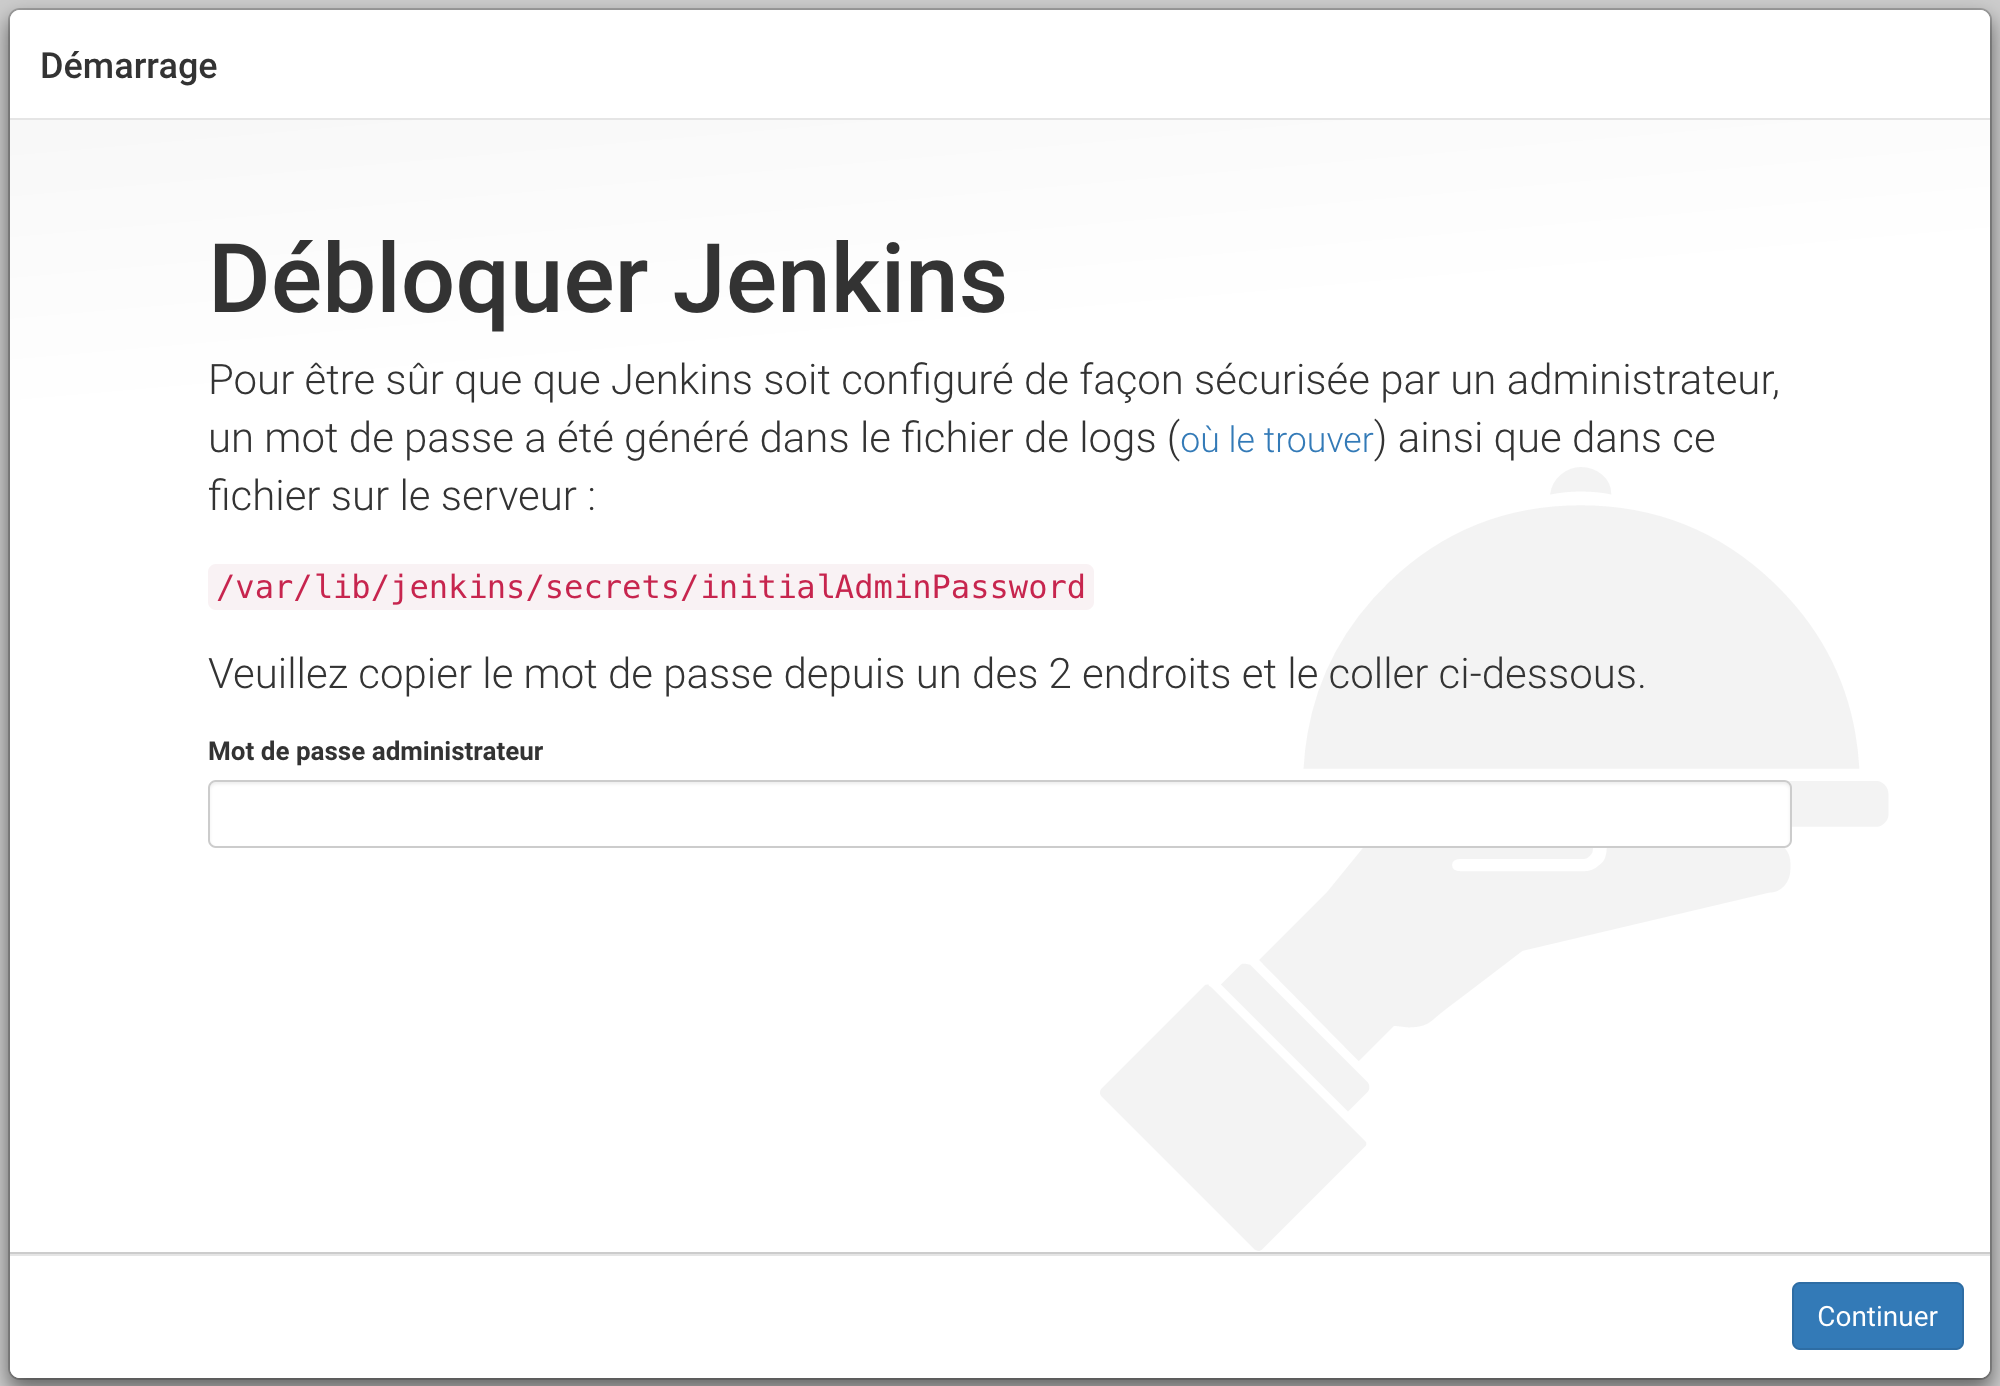 Démarrage
Débloquer Jenkins
Pour être sûr que que Jenkins soit configuré de façon sécurisée par un administrateur,
un mot de passe a été généré dans le fichier de logs (où le trouver) ainsi que dans ce
fichier sur le serveur :
/var/lib/jenkins/secrets/initialAdminPassword
Veuillez copier le mot de passe depuis un des 2 endroits et le coller ci-dessous.
Mot de passe administrateur
Continuer